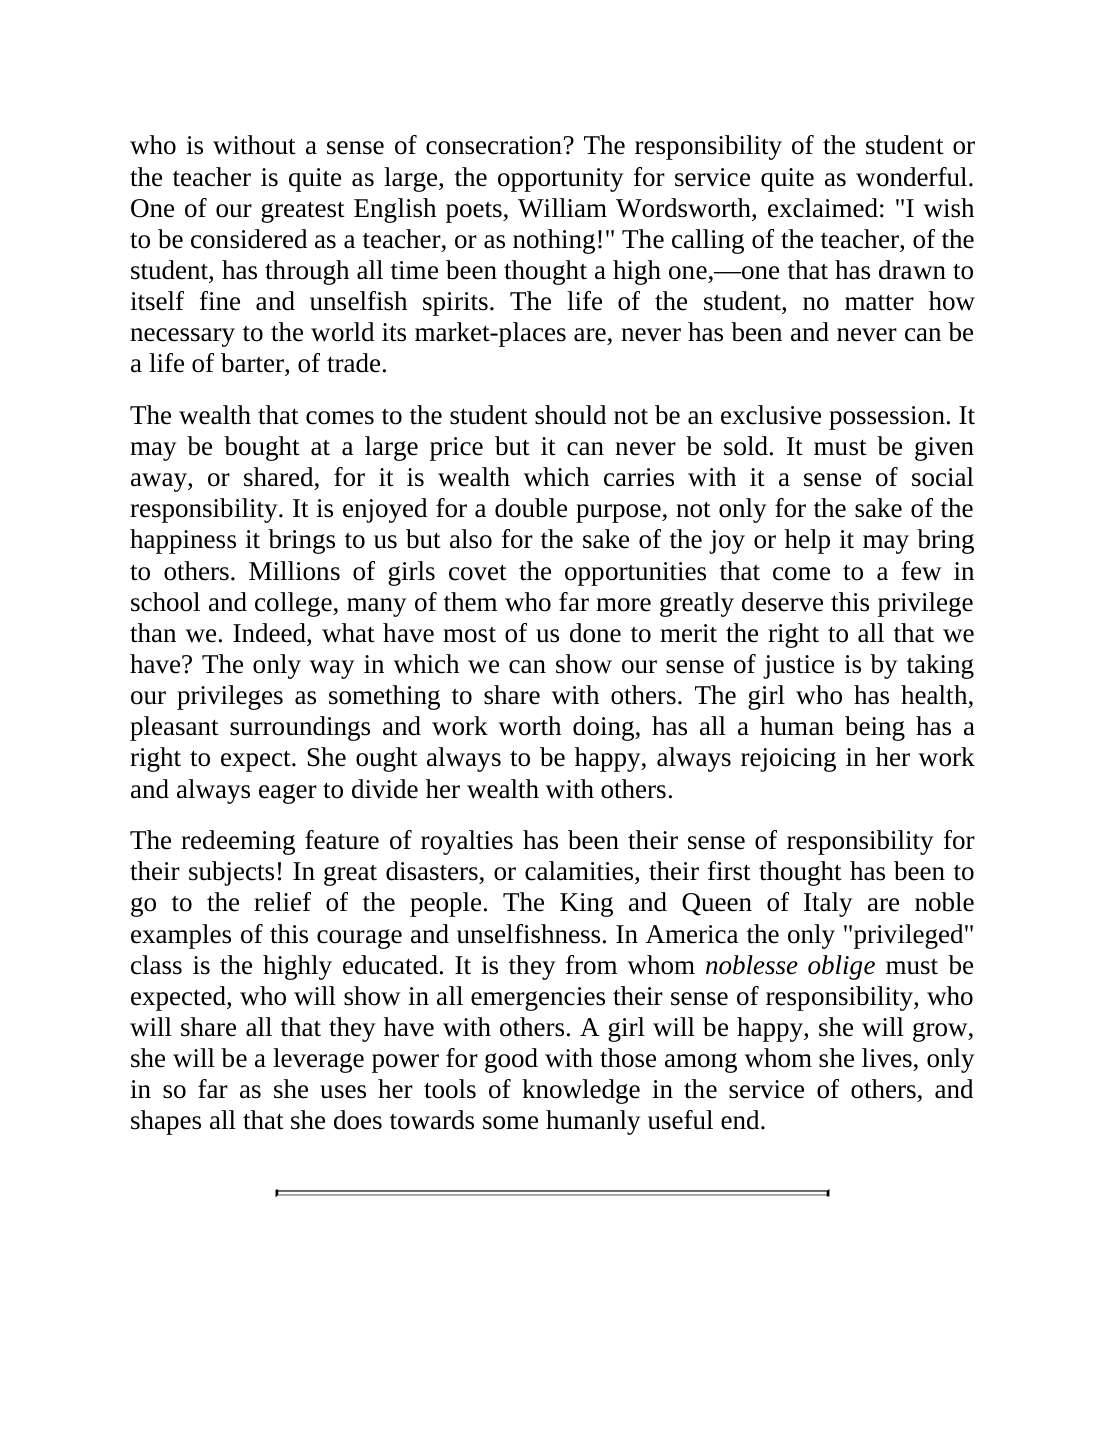 who is without a sense of consecration? The responsibility of the student or
the teacher is quite as large, the opportunity for service quite as wonderful.
One of our greatest English poets, William Wordsworth, exclaimed: "I wish
to be considered as a teacher, or as nothing!" The calling of the teacher, of the
student, has through all time been thought a high one,—one that has drawn to
itself fine and unselfish spirits. The life of the student, no matter how
necessary to the world its market-places are, never has been and never can be
a life of barter, of trade.
The wealth that comes to the student should not be an exclusive possession. It
may be bought at a large price but it can never be sold. It must be given
away, or shared, for it is wealth which carries with it a sense of social
responsibility. It is enjoyed for a double purpose, not only for the sake of the
happiness it brings to us but also for the sake of the joy or help it may bring
to others. Millions of girls covet the opportunities that come to a few in
school and college, many of them who far more greatly deserve this privilege
than we. Indeed, what have most of us done to merit the right to all that we
have? The only way in which we can show our sense of justice is by taking
our privileges as something to share with others. The girl who has health,
pleasant surroundings and work worth doing, has all a human being has a
right to expect. She ought always to be happy, always rejoicing in her work
and always eager to divide her wealth with others.
The redeeming feature of royalties has been their sense of responsibility for
their subjects! In great disasters, or calamities, their first thought has been to
go to the relief of the people. The King and Queen of Italy are noble
examples of this courage and unselfishness. In America the only "privileged"
class is the highly educated. It is they from whom noblesse oblige must be
expected, who will show in all emergencies their sense of responsibility, who
will share all that they have with others. A girl will be happy, she will grow,
she will be a leverage power for good with those among whom she lives, only
in so far as she uses her tools of knowledge in the service of others, and
shapes all that she does towards some humanly useful end.